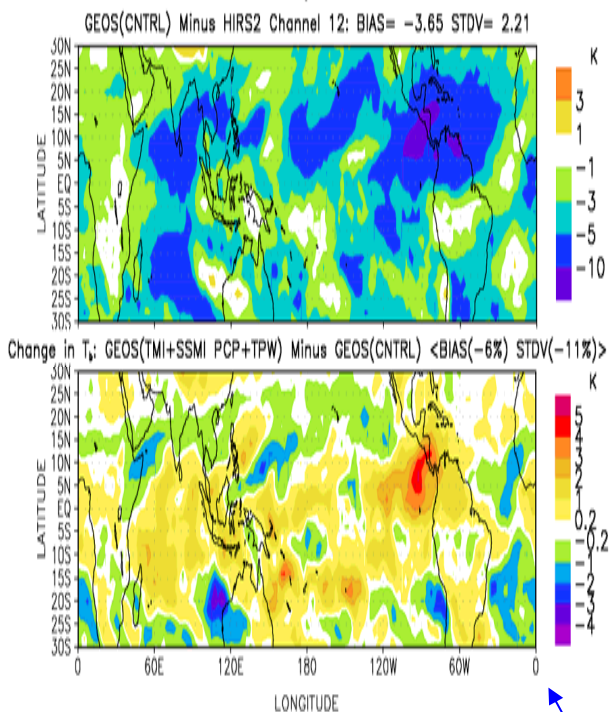 GEOS(CNTRL) Minus HIRS2 Channel 12: BIAS= -3.65 STDV= 2.21
K
30N
25N
20N
15N
10N
5N
EQ
5S
10S
15S
20S
25S
30S
LATITUDE
3
1
-1
-3
-5
-10
Change in Tb: GEOS(TMI+SSMI PCP+TPW) Minus GEOS(CNTRL) <BIAS(-6%) STDV(-11%)>
K
30N
25N
20N
15N
10N
5N
EQ
5S
10S
15S
20S
25S
30S
LATITUDE
5
4
3
2
1
0.2
-0.2
-1
-2
-3
-4
0 60E 120E 180 120W 60W 0
LONGITUDE